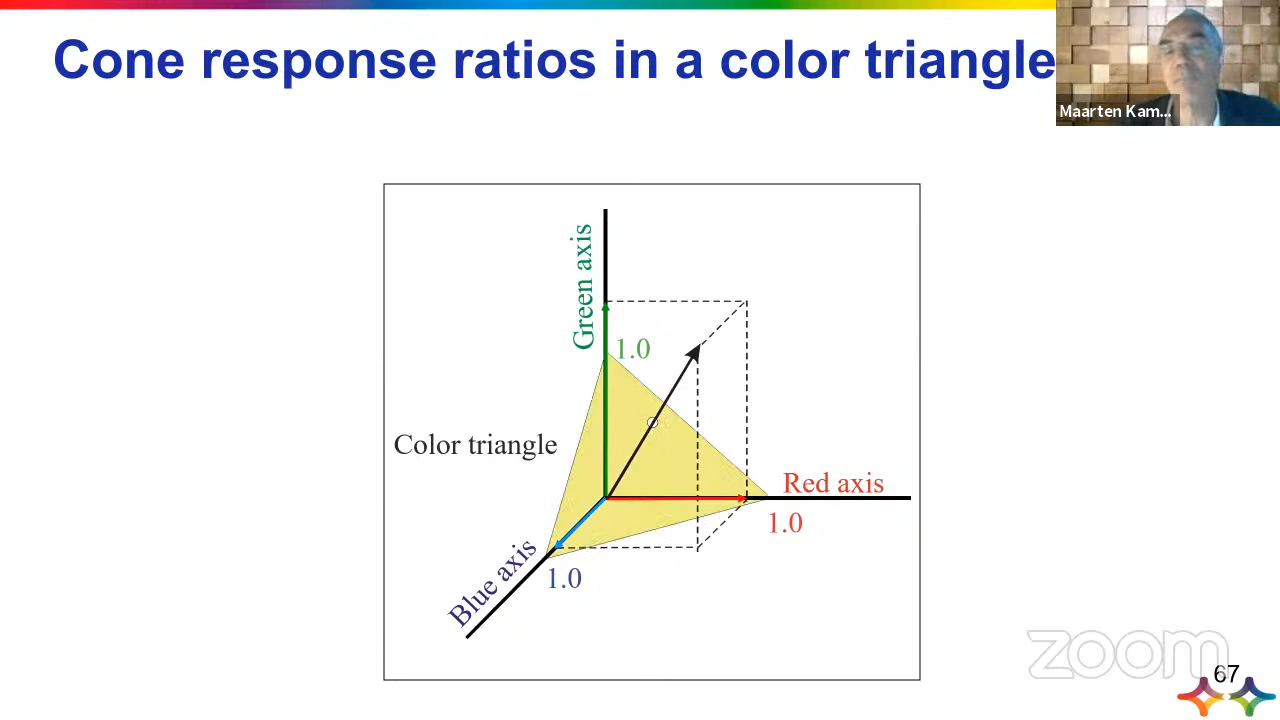 Cone response ratios in a color triangle
Maarten Kam...
Green axis
1.0
Color triangle
Red axis
1.0
Blue axis
1.0
zoom
67